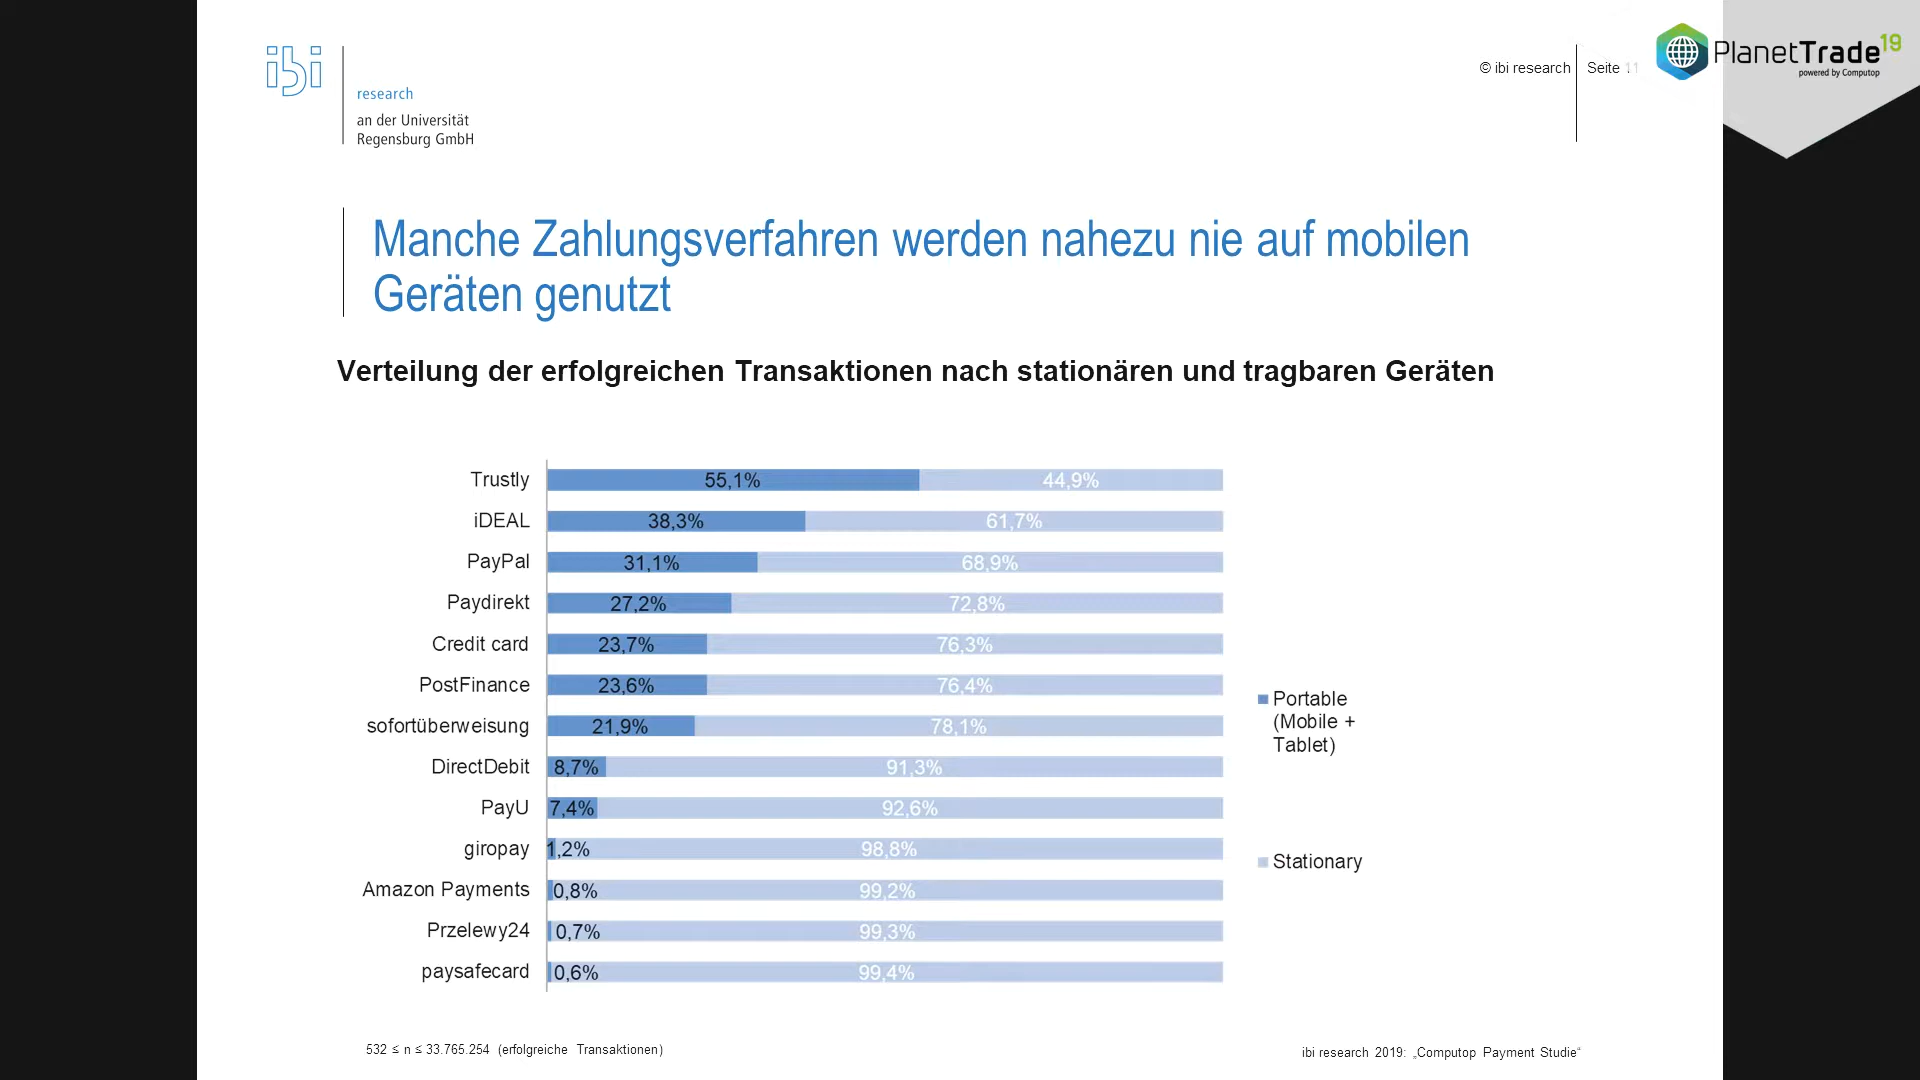 ibi
research
an der Universität
Regensburg GmbH
© ibi research
Seite 11
PlanetTrade19
powered by Computop
Manche Zahlungsverfahren werden nahezu nie auf mobilen
Geräten genutzt
Verteilung der erfolgreichen Transaktionen nach stationären und tragbaren Geräten
Trustly 55,1% 44,9%
iDEAL 38,3% 61,7%
PayPal 31,1% 68,9%
Paydirekt 27,2% 72,8%
Credit card 23,7% 76,3%
PostFinance 23,6% 76,4%
sofortüberweisung 21,9% 78,1%
DirectDebit 8,7% 91,3%
PayU 7,4% 92,6%
giropay 1,2% 98,8%
Amazon Payments 0,8% 99,2%
Przelewy24 0,7% 99,3%
paysafecard 0,6% 99,4%
Portable
(Mobile +
Tablet)
Stationary
532 ≤ n ≤ 33.765.254 (erfolgreiche Transaktionen)
ibi research 2019: „Computop Payment Studie“